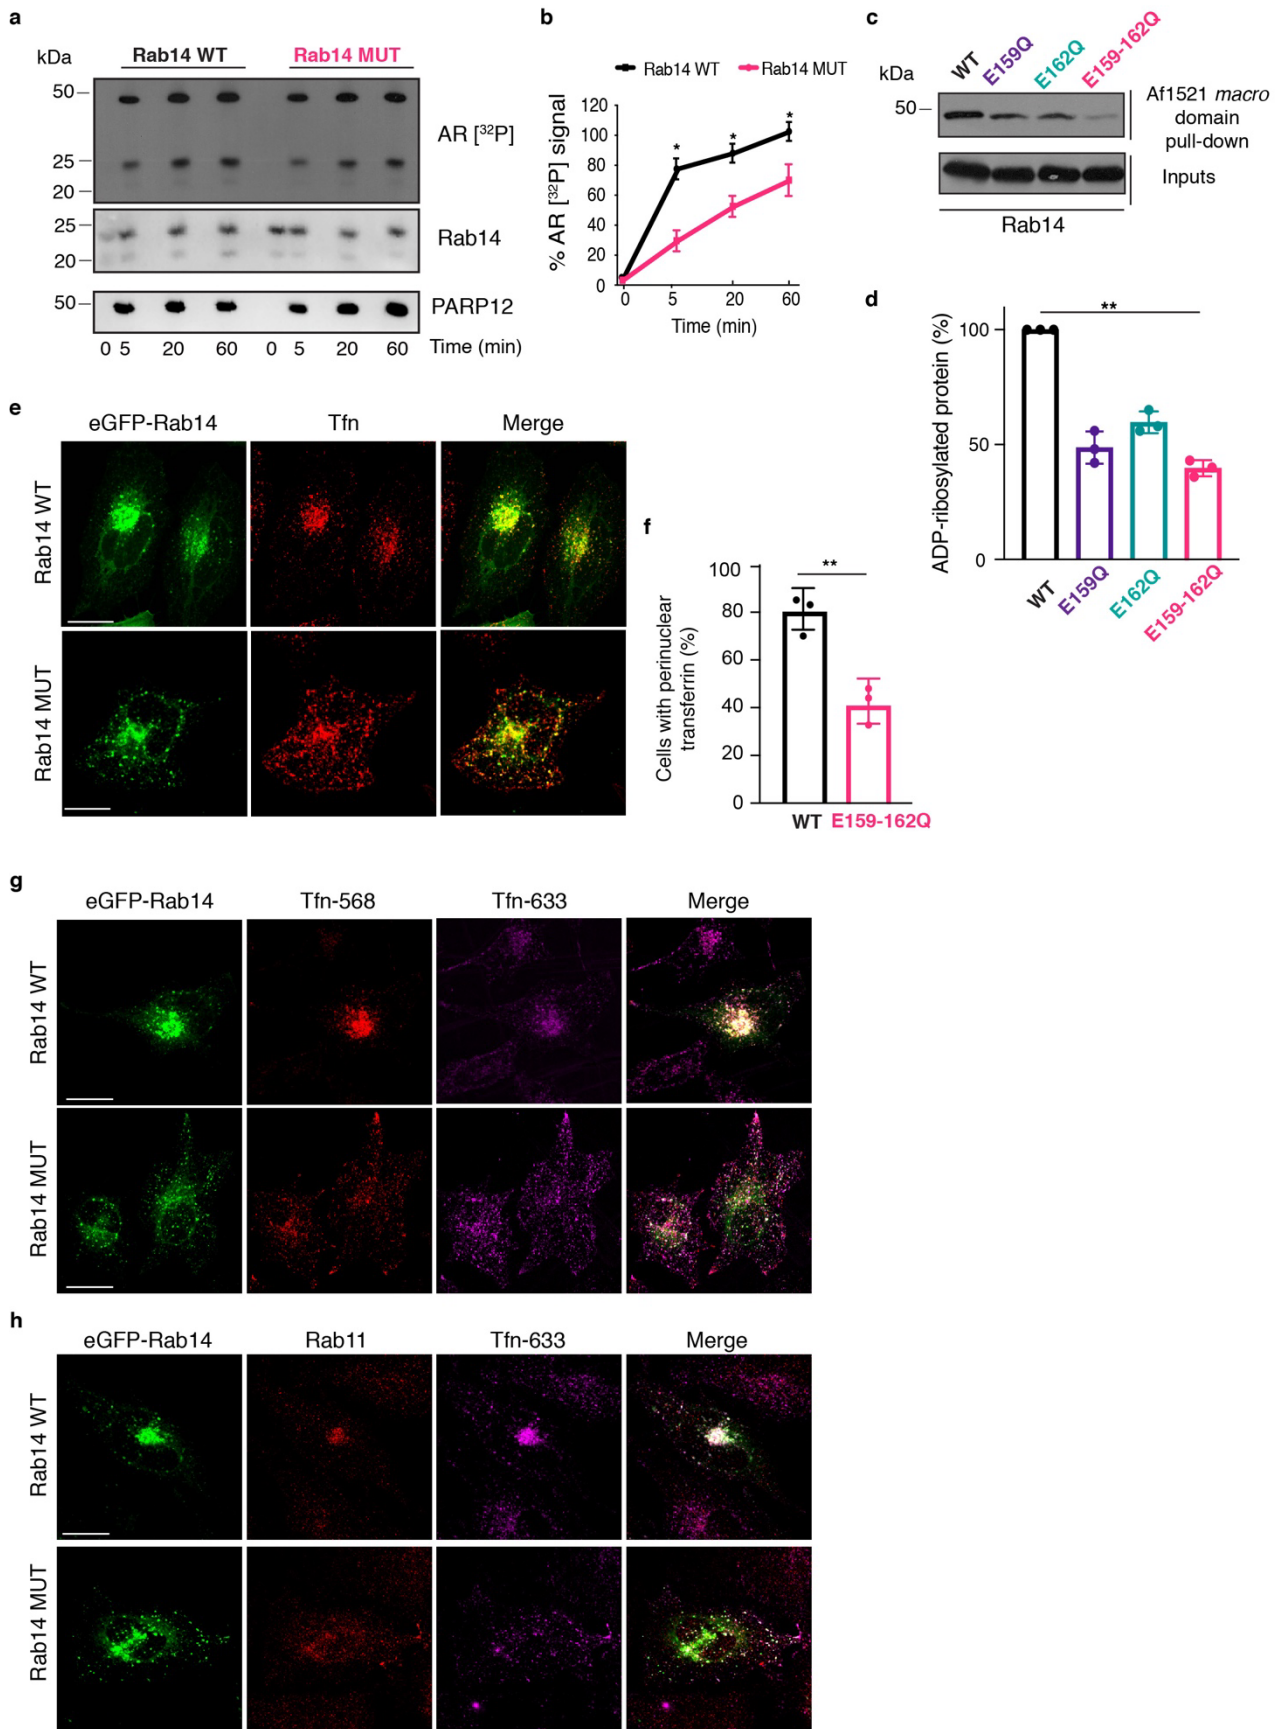 a
kDa
Rab14 WT
Rab14 MUT
50
25
20
AR [³²P]
25
20
Rab14
50
PARP12
0 5 20 60 0 5 20 60 Time (min)
b
Rab14 WT Rab14 MUT
% AR [³²P] signal
120
100
80
60
40
20
0
0 5 20 60
Time (min)
*
*
*
c
kDa
WT E159Q E162Q E159-162Q
50
Af1521 macro
domain
pull-down
Inputs
Rab14
d
ADP-ribosylated protein (%)
**
100
50
0
WT E159Q E162Q E159-162Q
e
eGFP-Rab14 Tfn Merge
Rab14 WT
Rab14 MUT
f
Cells with perinuclear
transferrin (%)
**
100
80
60
40
20
0
WT E159-162Q
g
eGFP-Rab14 Tfn-568 Tfn-633 Merge
Rab14 WT
Rab14 MUT
h
eGFP-Rab14 Rab11 Tfn-633 Merge
Rab14 WT
Rab14 MUT